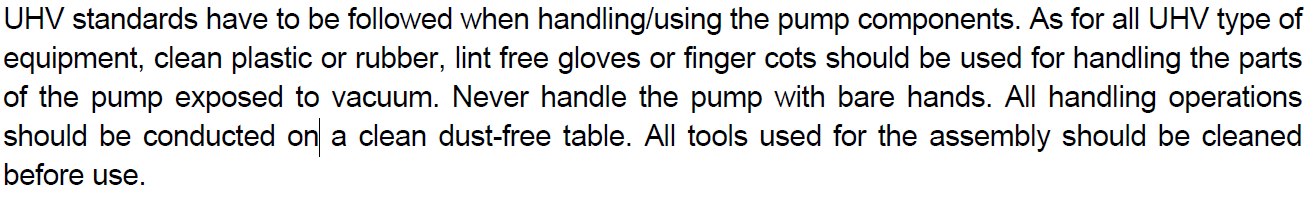 UHV standards have to be followed when handling/using the pump components. As for all UHV type of
equipment, clean plastic or rubber, lint free gloves or finger cots should be used for handling the parts
of the pump exposed to vacuum. Never handle the pump with bare hands. All handling operations
should be conducted on a clean dust-free table. All tools used for the assembly should be cleaned
before use.